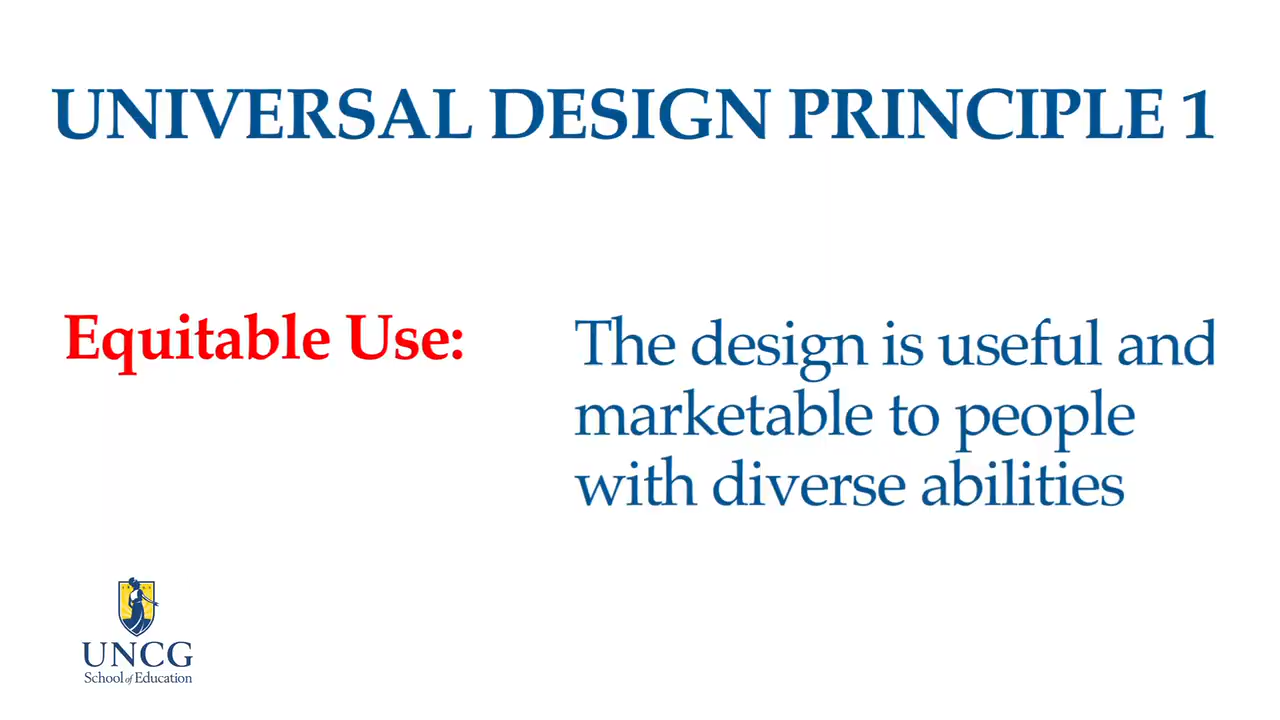 UNIVERSAL DESIGN PRINCIPLE 1
Equitable Use:
The design is useful and
marketable to people
with diverse abilities
UNCG
School of Education